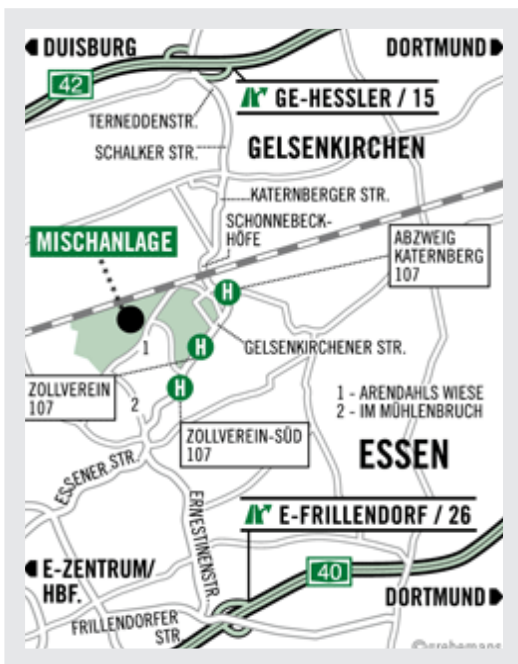 DUISBURG
DORTMUND
42
GE-HESSLER / 15
TERNEDDENSTR.
SCHALKER STR.
GELSENKIRCHEN
KATERNBERGER STR.
SCHONNEBECK-
HÖFE
MISCHANLAGE
ABZWEIG
KATERNBERG
107
H
GELSENKIRCHENER STR.
1
H
ZOLLVEREIN
107
H
2
1 - ARENDAHLS WIESE
2 - IM MÜHLENBRUCH
ZOLLVEREIN-SÜD
107
ESSEN
ESSENER STR.
ERNESTINENSTR.
E-FRILLENDORF / 26
E-ZENTRUM/
HBF.
40
DORTMUND
FRILLENDORFER
STR